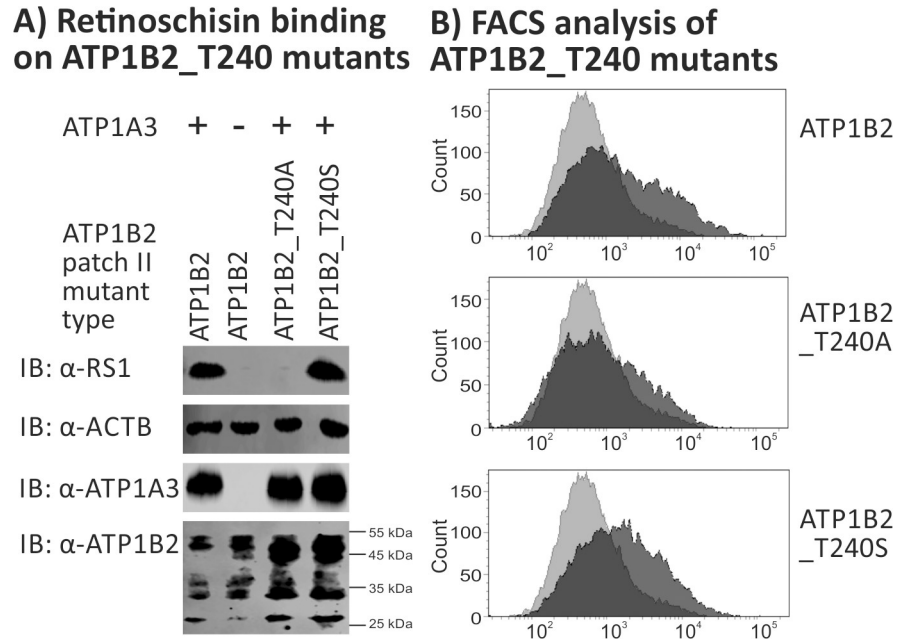 A) Retinoschisin binding
on ATP1B2_T240 mutants
ATP1A3 + - + +
ATP1B2
patch II
mutant
type
ATP1B2
ATP1B2
ATP1B2_T240A
ATP1B2_T240S
IB: α-RS1
IB: α-ACTB
IB: α-ATP1A3
IB: α-ATP1B2
55 kDa
45 kDa
35 kDa
25 kDa
B) FACS analysis of
ATP1B2_T240 mutants
Count
150
100
50
0
10² 10³ 10⁴ 10⁵
ATP1B2
Count
150
100
50
0
10² 10³ 10⁴ 10⁵
ATP1B2
_T240A
Count
150
100
50
0
10² 10³ 10⁴ 10⁵
ATP1B2
_T240S